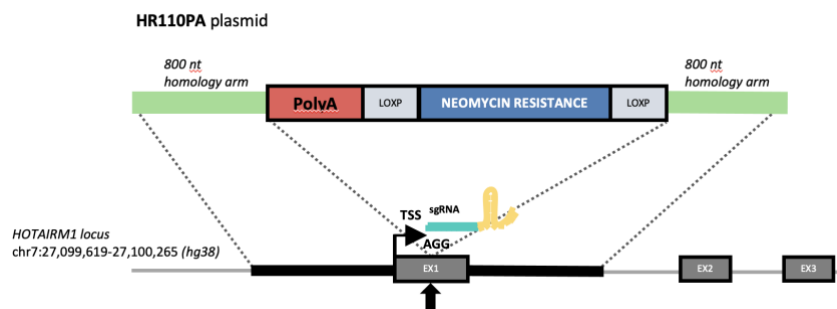 HR110PA plasmid
800 nt
homology arm
800 nt
homology arm
PolyA
LOXP
NEOMYCIN RESISTANCE
LOXP
TSS
sgRNA
AGG
HOTAIRM1 locus
chr7:27,099,619-27,100,265 (hg38)
EX1
EX2
EX3